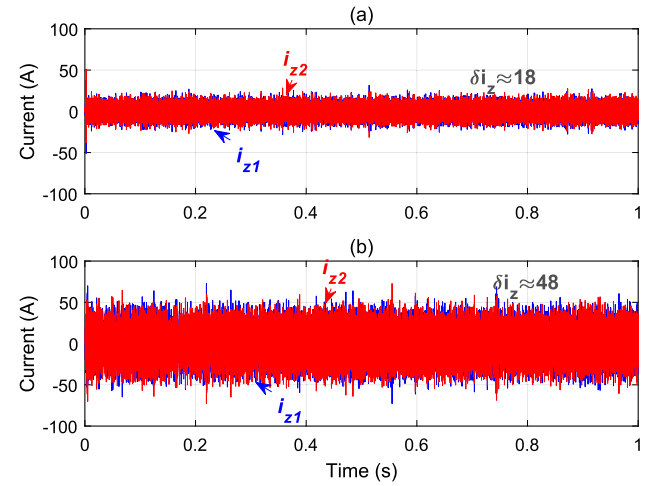 (a)
100
50
0
-50
-100
Current (A)
i_z2
δi_z≈18
i_z1
0
0.2
0.4
0.6
0.8
1
(b)
100
50
0
-50
-100
Current (A)
i_z2
δi_z≈48
i_z1
0
0.2
0.4
0.6
0.8
1
Time (s)